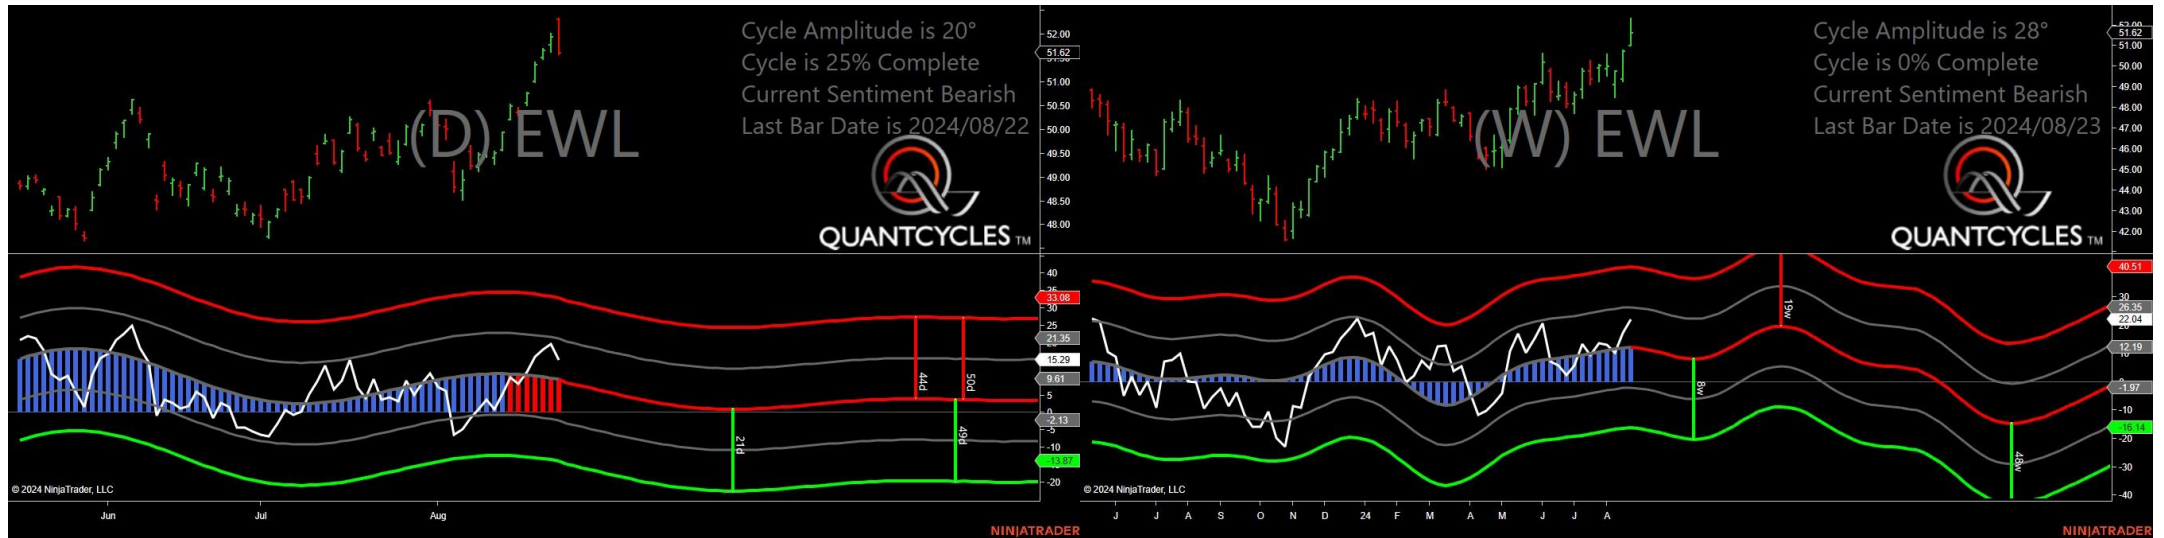 Cycle Amplitude is 20°
Cycle is 25% Complete
Current Sentiment Bearish
Last Bar Date is 2024/08/22
(D) EWL
QUANTCYCLES TM
52.00
51.62
51.00
50.50
50.00
49.50
49.00
48.50
48.00
40
33.08
30
25
21.35
15.29
9.61
5
0
-2.13
-5
-10
-13.87
-20
44d
50d
21d
49d
© 2024 NinjaTrader, LLC
Jun
Jul
Aug
NINJATRADER
Cycle Amplitude is 28°
Cycle is 0% Complete
Current Sentiment Bearish
Last Bar Date is 2024/08/23
(W) EWL
QUANTCYCLES TM
52.00
51.62
51.00
50.00
49.00
48.00
47.00
46.00
45.00
44.00
43.00
42.00
40.51
30
26.35
22.04
12.19
-1.97
-10
-16.14
-20
-30
-40
19w
8w
48w
© 2024 NinjaTrader, LLC
J
J
A
S
O
N
D
24
F
M
A
M
J
J
A
NINJATRADER